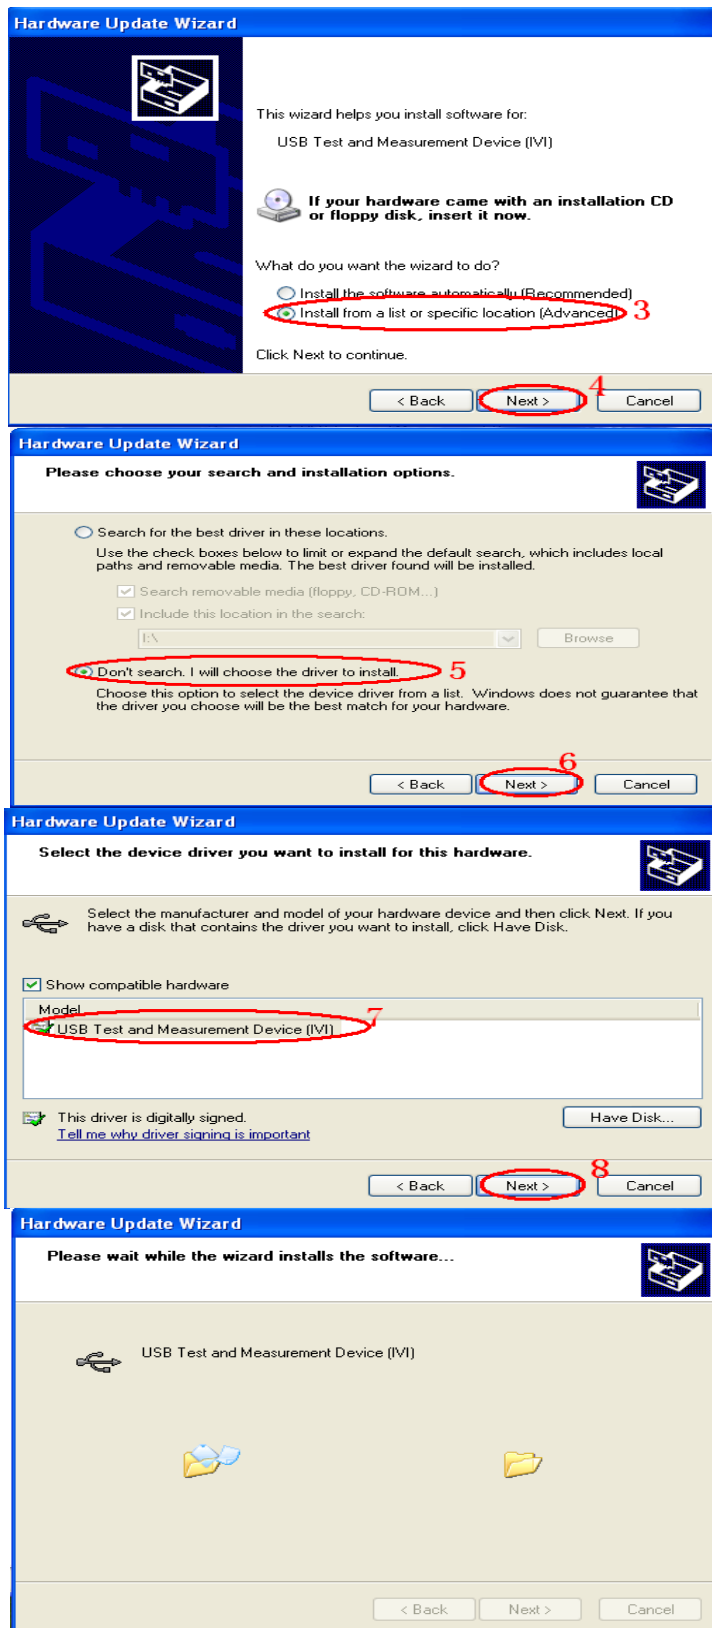 Hardware Update Wizard
This wizard helps you install software for:
USB Test and Measurement Device (IVI)
If your hardware came with an installation CD
or floppy disk, insert it now.
What do you want the wizard to do?
Install the software automatically (Recommended)
Install from a list or specific location (Advanced)
3
Click Next to continue.
4
< Back
Next >
Cancel
Hardware Update Wizard
Please choose your search and installation options.
Search for the best driver in these locations.
Use the check boxes below to limit or expand the default search, which includes local
paths and removable media. The best driver found will be installed.
Search removable media (floppy, CD-ROM...)
Include this location in the search:
I:\
Browse
Don't search. I will choose the driver to install.
5
Choose this option to select the device driver from a list. Windows does not guarantee that
the driver you choose will be the best match for your hardware.
6
< Back
Next >
Cancel
Hardware Update Wizard
Select the device driver you want to install for this hardware.
Select the manufacturer and model of your hardware device and then click Next. If you
have a disk that contains the driver you want to install, click Have Disk.
Show compatible hardware
Model
7
USB Test and Measurement Device (IVI)
This driver is digitally signed.
Have Disk...
Tell me why driver signing is important
8
< Back
Next >
Cancel
Hardware Update Wizard
Please wait while the wizard installs the software...
USB Test and Measurement Device (IVI)
< Back
Next >
Cancel